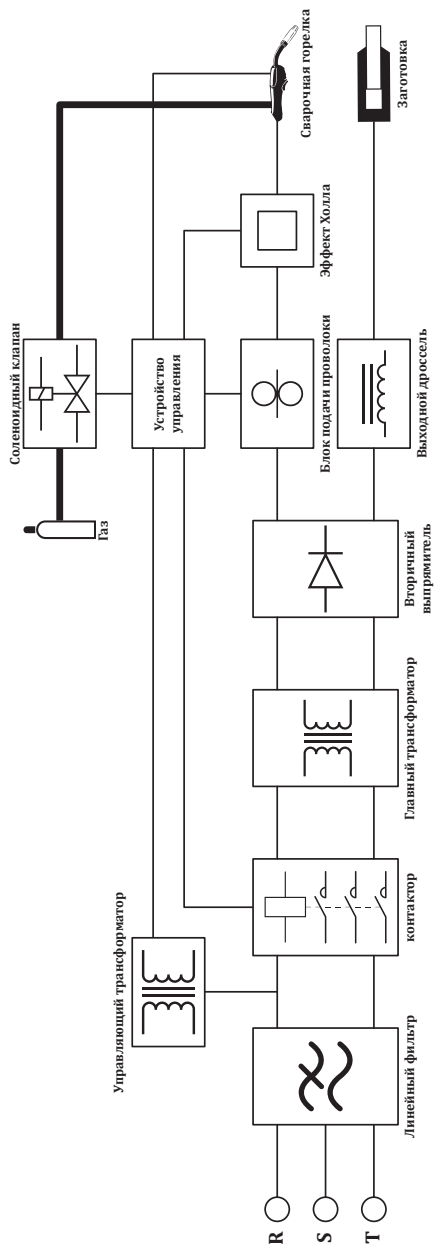 Соленоидный клапан
Газ
Устройство
управления
Управляющий трансформатор
Сварочная горелка
Эффект Холла
Блок подачи проволоки
Заготовка
Выходной дроссель
Вторичный
выпрямитель
Главный трансформатор
контактор
Линейный фильтр
R
S
T